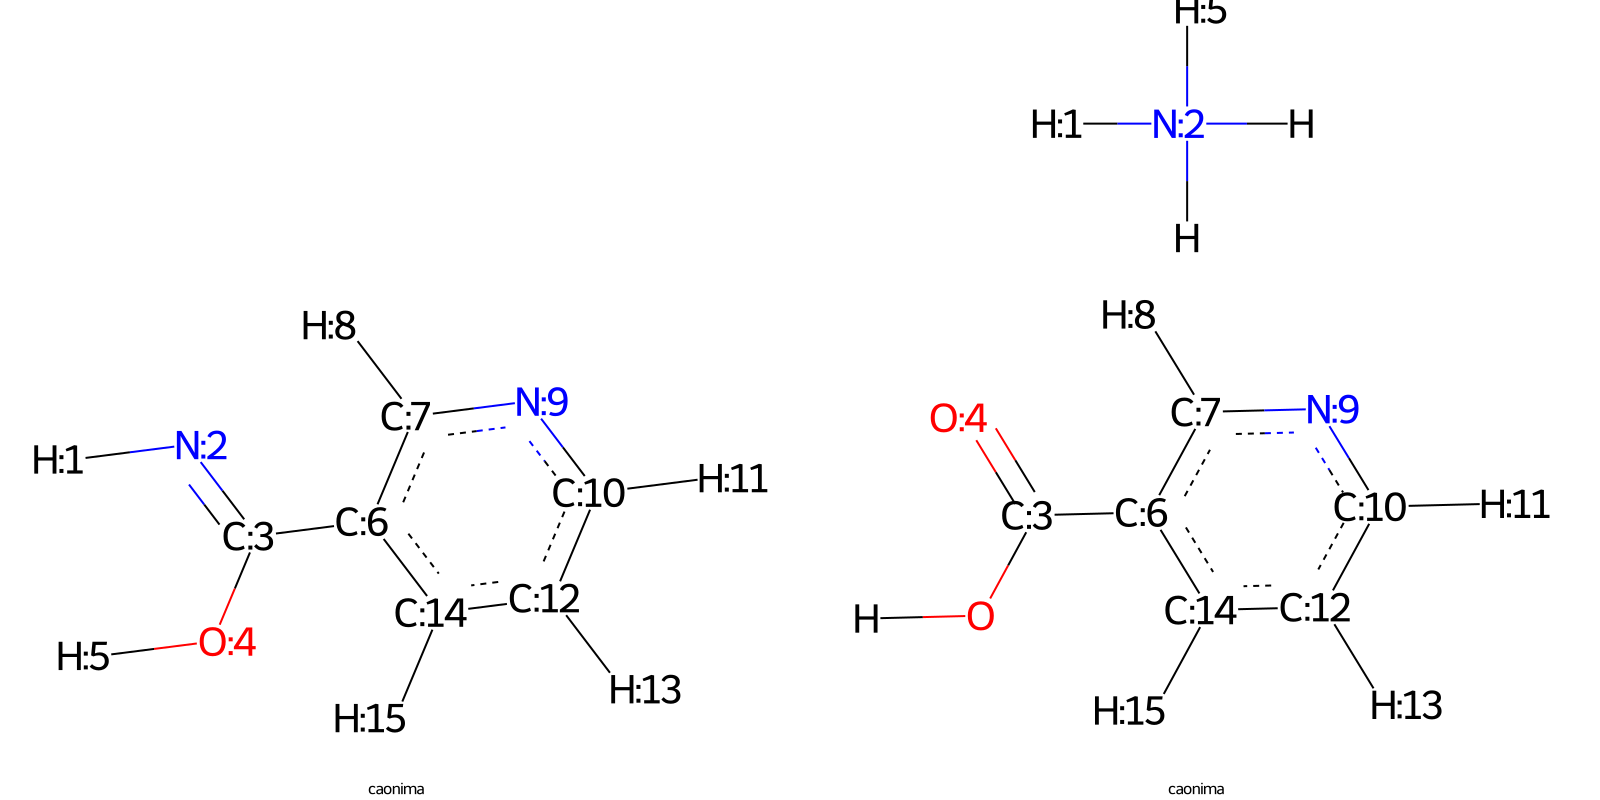 H:5
H:1 N:2 H
H
H:8 H:8
C:7 N:9 O:4 C:7 N:9
H:1 N:2
C:10 H:11 C:10 H:11
C:3 C:6 C:3 C:6
C:14 C:12 C:14 C:12
H:5 O:4 H O
H:15 H:13 H:15 H:13
caonima caonima